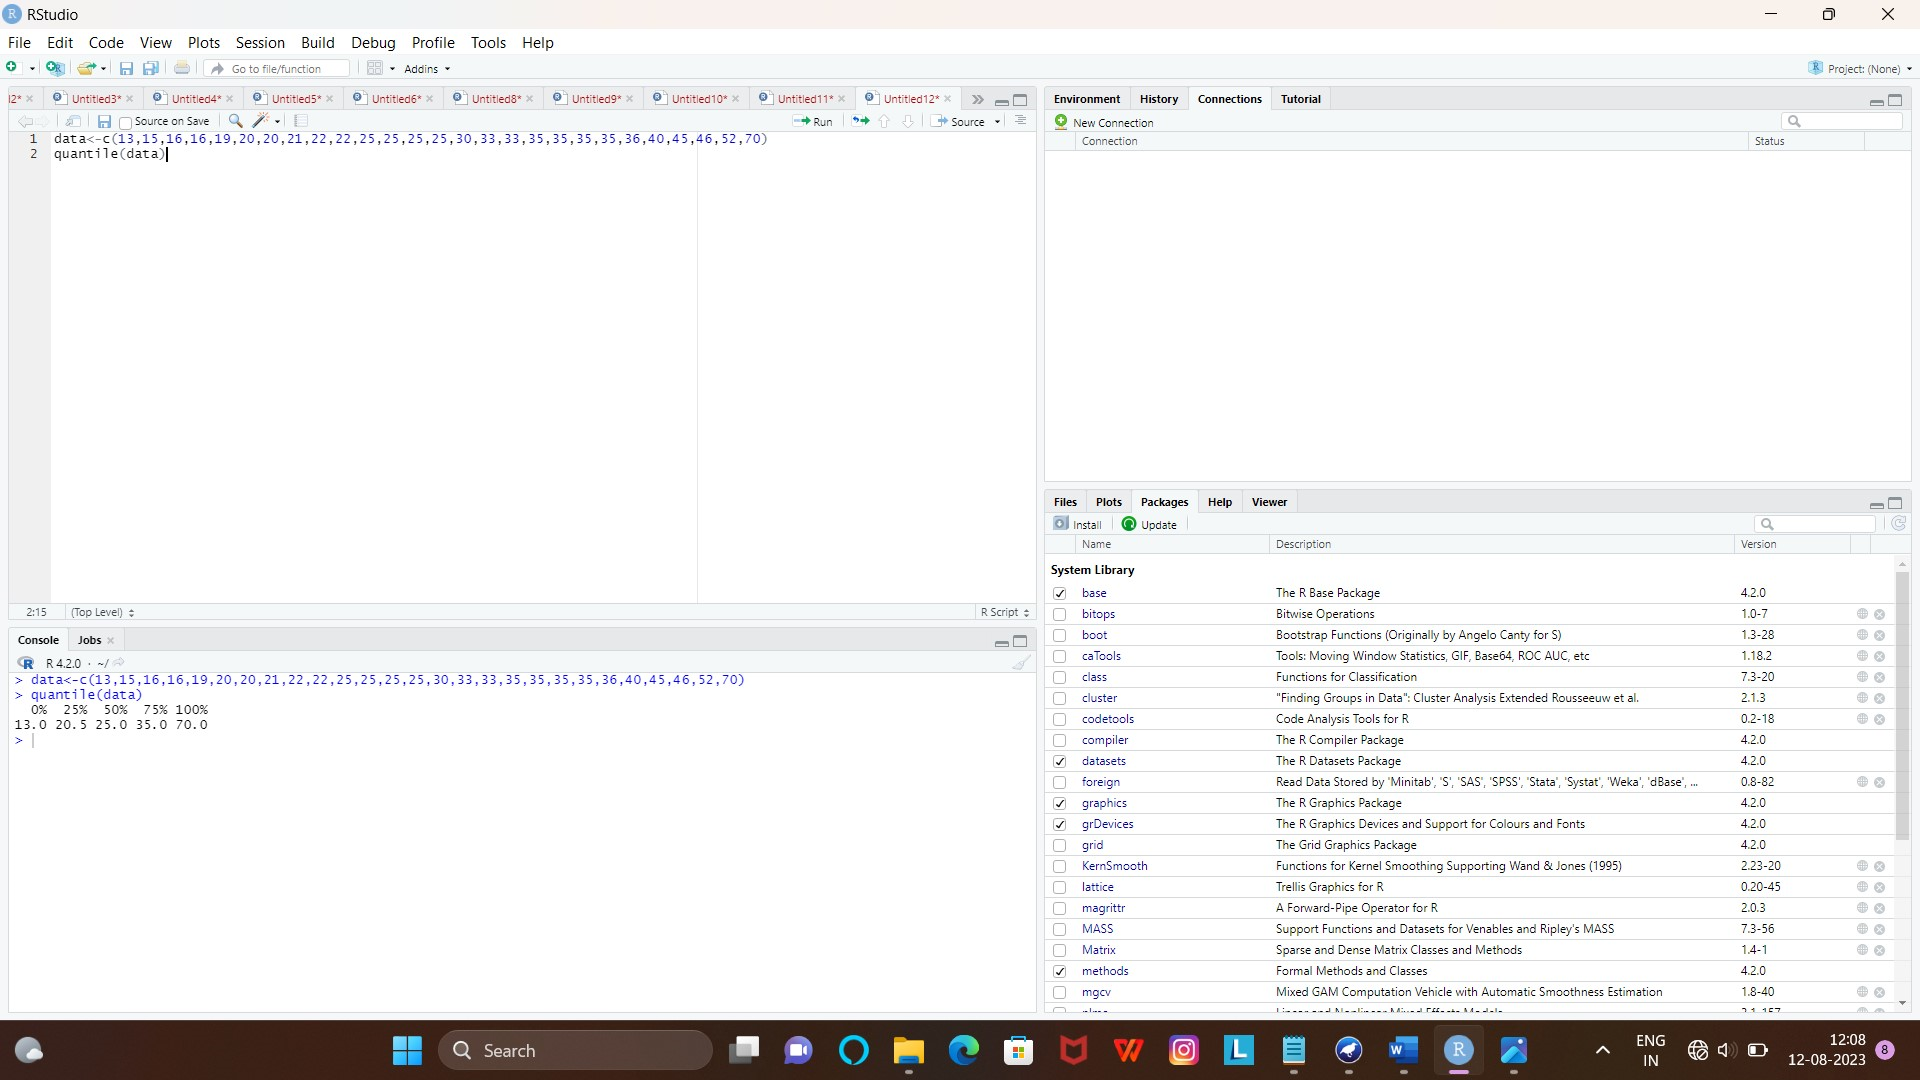 RStudio
File Edit Code View Plots Session Build Debug Profile Tools Help
Go to file/function Addins Project: (None)
l2* Untitled3* Untitled4* Untitled5* Untitled6* Untitled8* Untitled9* Untitled10* Untitled11* Untitled12*
Source on Save Run Source
1 data<-c(13,15,16,16,19,20,20,21,22,22,25,25,25,25,30,33,33,35,35,35,35,36,40,45,46,52,70)
2 quantile(data)
2:15 (Top Level) R Script
Console Jobs
R 4.2.0 · ~/
> data<-c(13,15,16,16,19,20,20,21,22,22,25,25,25,25,30,33,33,35,35,35,35,36,40,45,46,52,70)
> quantile(data)
0% 25% 50% 75% 100%
13.0 20.5 25.0 35.0 70.0
>
Environment History Connections Tutorial
New Connection
Connection Status
Files Plots Packages Help Viewer
Install Update
Name Description Version
System Library
base The R Base Package 4.2.0
bitops Bitwise Operations 1.0-7
boot Bootstrap Functions (Originally by Angelo Canty for S) 1.3-28
caTools Tools: Moving Window Statistics, GIF, Base64, ROC AUC, etc 1.18.2
class Functions for Classification 7.3-20
cluster "Finding Groups in Data": Cluster Analysis Extended Rousseeuw et al. 2.1.3
codetools Code Analysis Tools for R 0.2-18
compiler The R Compiler Package 4.2.0
datasets The R Datasets Package 4.2.0
foreign Read Data Stored by 'Minitab', 'S', 'SAS', 'SPSS', 'Stata', 'Systat', 'Weka', 'dBase', ... 0.8-82
graphics The R Graphics Package 4.2.0
grDevices The R Graphics Devices and Support for Colours and Fonts 4.2.0
grid The Grid Graphics Package 4.2.0
KernSmooth Functions for Kernel Smoothing Supporting Wand & Jones (1995) 2.23-20
lattice Trellis Graphics for R 0.20-45
magrittr A Forward-Pipe Operator for R 2.0.3
MASS Support Functions and Datasets for Venables and Ripley's MASS 7.3-56
Matrix Sparse and Dense Matrix Classes and Methods 1.4-1
methods Formal Methods and Classes 4.2.0
mgcv Mixed GAM Computation Vehicle with Automatic Smoothness Estimation 1.8-40
Search
ENG
IN
12:08
12-08-2023
8